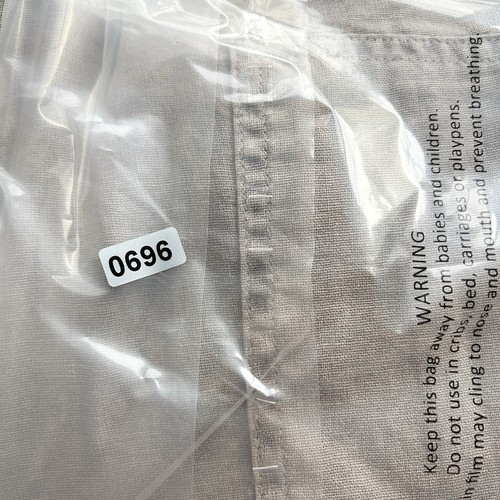 0696
WARNING
Keep this bag away from babies and children.
Do not use in cribs, bed, carriages or playpens.
film may cling to nose and mouth and prevent breathing.